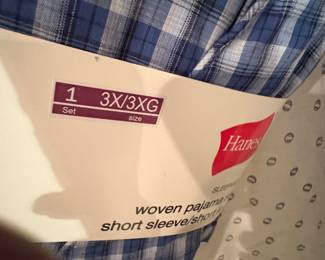 1 3X/3XG
Set size
Hanes
woven pajama
short sleeve/short